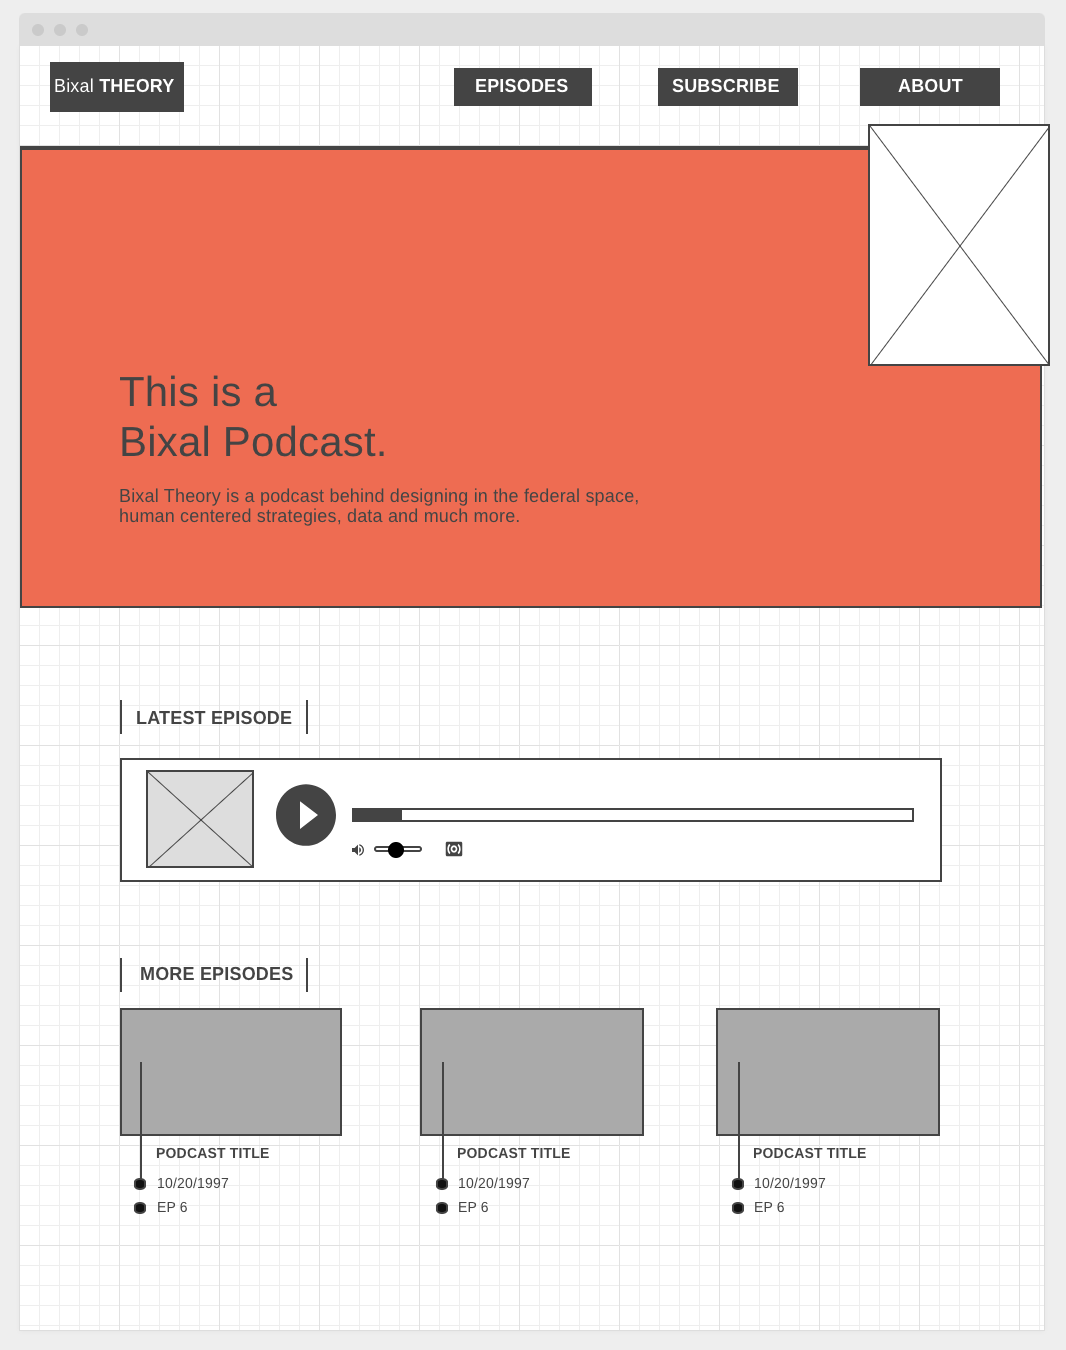 Bixal THEORY
EPISODES
SUBSCRIBE
ABOUT
This is a
Bixal Podcast.
Bixal Theory is a podcast behind designing in the federal space,
human centered strategies, data and much more.
LATEST EPISODE
MORE EPISODES
PODCAST TITLE
10/20/1997
EP 6
PODCAST TITLE
10/20/1997
EP 6
PODCAST TITLE
10/20/1997
EP 6